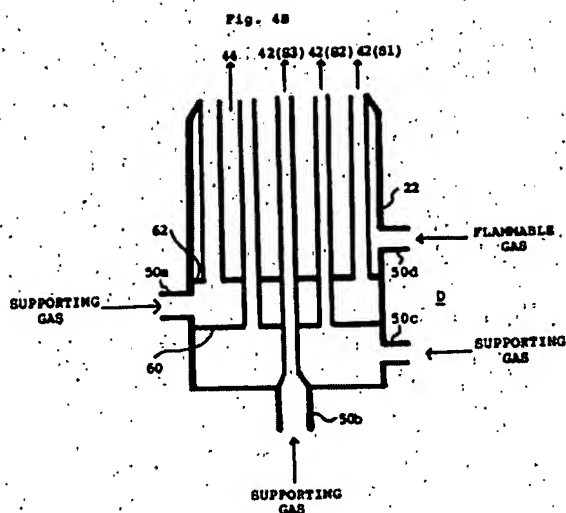 Fig. 4B
44 42(S3) 42(S2) 42(S1)
22
FLAMMABLE
GAS
62
50a
50d
SUPPORTING
GAS
D
50c
SUPPORTING
GAS
60
50b
SUPPORTING
GAS